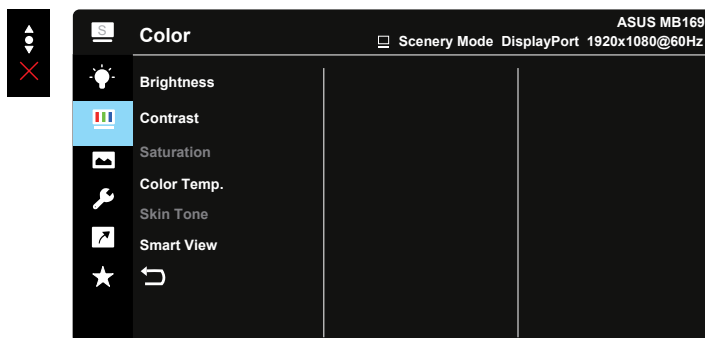 S
Color
ASUS MB169
Scenery Mode DisplayPort 1920x1080@60Hz
Brightness
Contrast
Saturation
Color Temp.
Skin Tone
Smart View